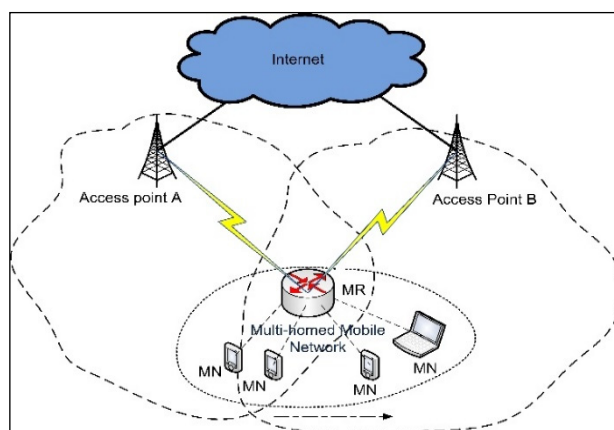 Internet
Access point A
Access Point B
MR
Multi-homed Mobile
Network
MN
MN
MN
MN